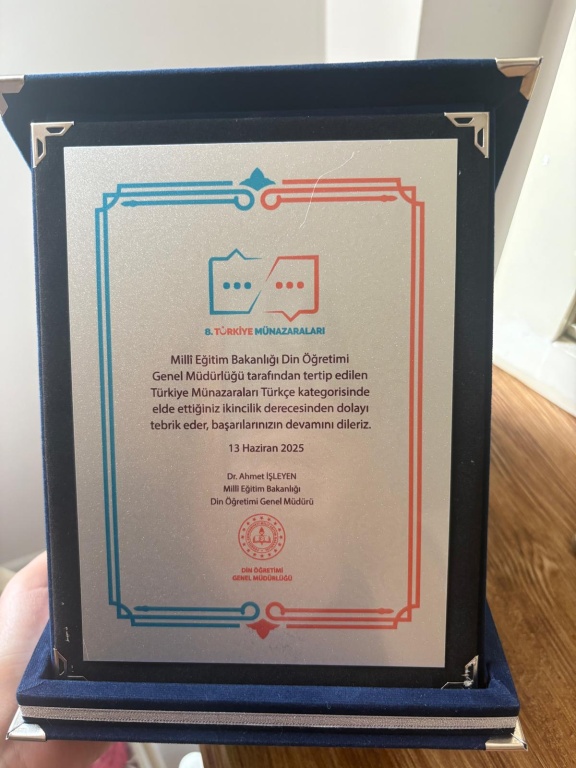 8. TÜRKİYE MÜNAZARALARI
Millî Eğitim Bakanlığı Din Öğretimi
Genel Müdürlüğü tarafından tertip edilen
Türkiye Münazaraları Türkçe kategorisinde
elde ettiğiniz ikincilik derecesinden dolayı
tebrik eder, başarılarınızın devamını dileriz.
13 Haziran 2025
Dr. Ahmet İŞLEYEN
Millî Eğitim Bakanlığı
Din Öğretimi Genel Müdürü
DİN ÖĞRETİMİ
GENEL MÜDÜRLÜĞÜ